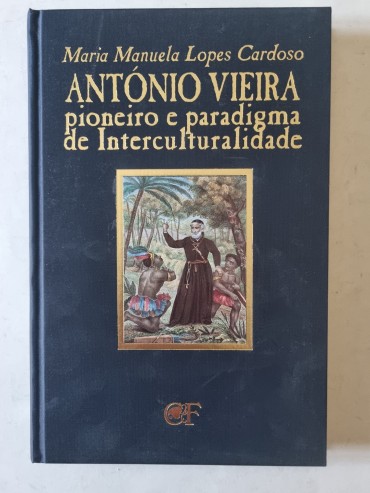 Maria Manuela Lopes Cardoso
ANTÓNIO VIEIRA
pioneiro e paradigma
de Interculturalidade
CF